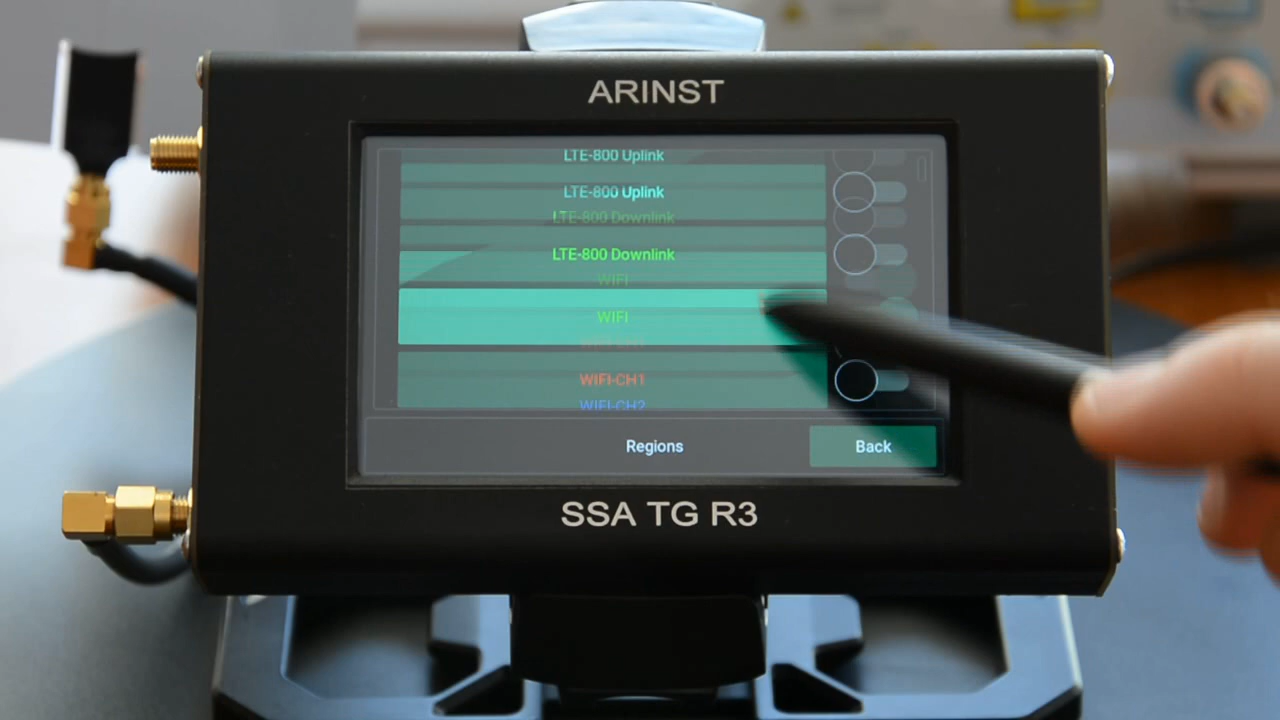 ARINST
LTE-800 Uplink
LTE-800 Uplink
LTE-800 Downlink
LTE-800 Downlink
WIFI
WIFI
WIFI-CH1
WIFI-CH2
Regions
Back
SSA TG R3